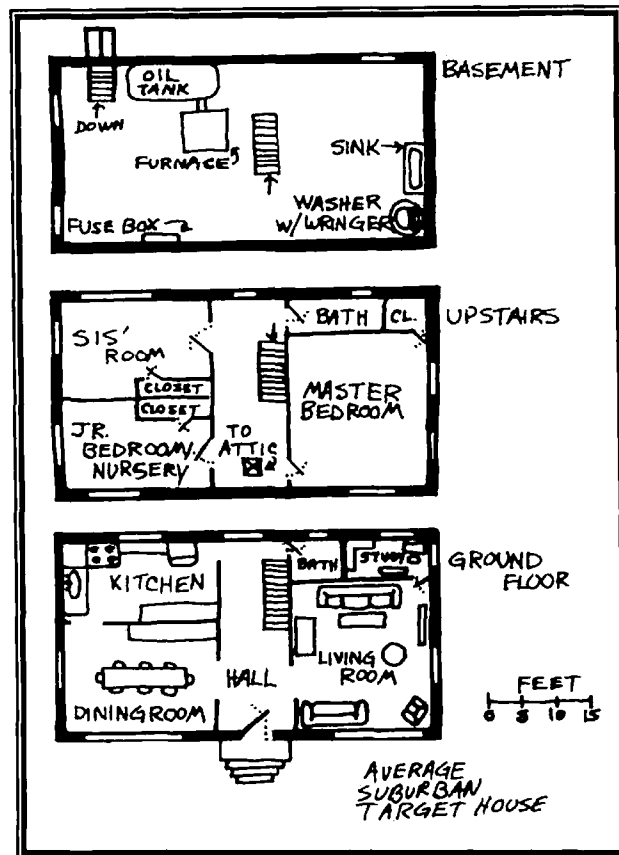 BASEMENT
OIL
TANK
DOWN
FURNACE
SINK
WASHER
W/WRINGER
FUSE BOX
UPSTAIRS
SIS'
ROOM
BATH
CL.
CLOSET
CLOSET
MASTER
BEDROOM
JR.
BEDROOM/
NURSERY
TO
ATTIC
GROUND
FLOOR
KITCHEN
BATH
STUDY
LIVING
ROOM
HALL
DININGROOM
FEET
0 5 10 15
AVERAGE
SUBURBAN
TARGET HOUSE